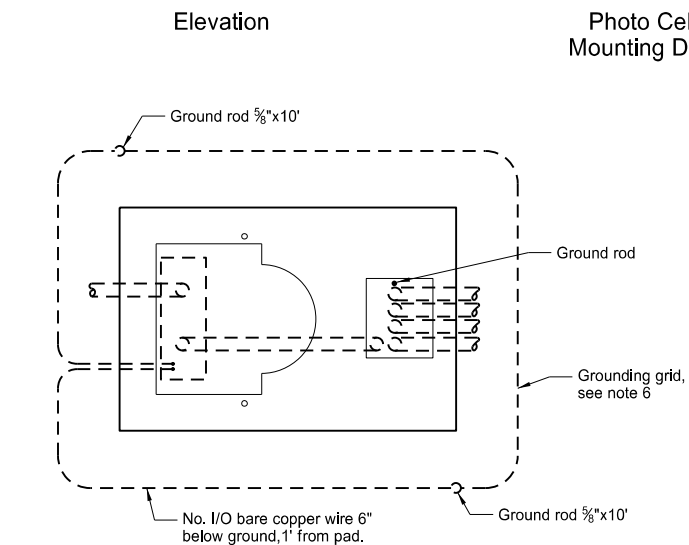 Elevation
Photo Cel
Mounting D
Ground rod ⅝"x10'
Ground rod
Grounding grid,
see note 6
No. I/O bare copper wire 6"
below ground,1' from pad.
Ground rod ⅝"x10'